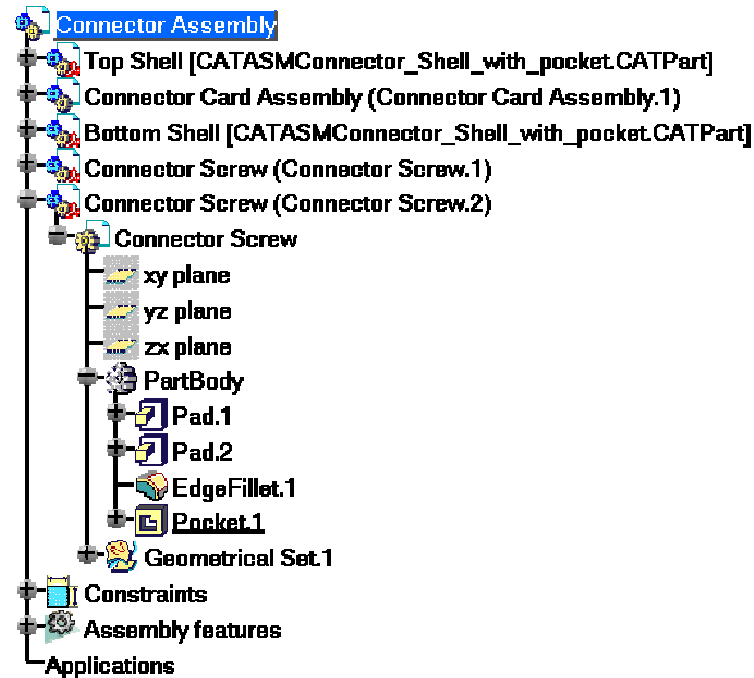 Connector Assembly
Top Shell [CATASMConnector_Shell_with_pocket.CATPart]
Connector Card Assembly (Connector Card Assembly.1)
Bottom Shell [CATASMConnector_Shell_with_pocket.CATPart]
Connector Screw (Connector Screw.1)
Connector Screw (Connector Screw.2)
Connector Screw
xy plane
yz plane
zx plane
PartBody
Pad.1
Pad.2
EdgeFillet.1
Pocket.1
Geometrical Set.1
Constraints
Assembly features
Applications